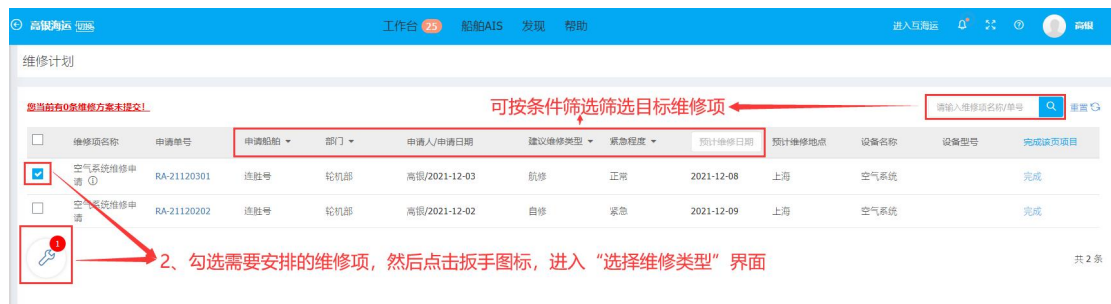 高银海运 切换 工作台 25 船舶AIS 发现 帮助 进入互海运 高银
维修计划
您当前有0条维修方案未提交！ 可按条件筛选筛选目标维修项 请输入维修项名称/单号 重置
维修项名称 申请单号 申请船舶 部门 申请人/申请日期 建议维修类型 紧急程度 预计维修日期 预计维修地点 设备名称 设备型号 完成该页项目
空气系统维修申请 RA-21120301 连胜号 轮机部 高银/2021-12-03 航修 正常 2021-12-08 上海 空气系统 完成
空气系统维修申请 RA-21120202 连胜号 轮机部 高银/2021-12-02 自修 紧急 2021-12-09 上海 空气系统 完成
1
2、勾选需要安排的维修项，然后点击扳手图标，进入“选择维修类型”界面 共 2 条